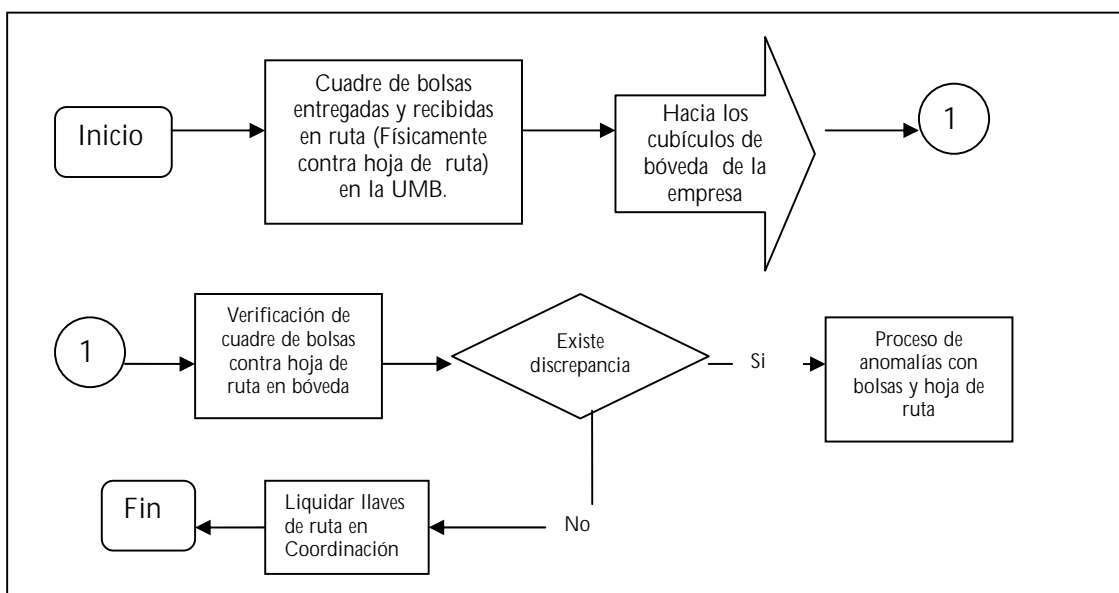 Inicio
Cuadre de bolsas
entregadas y recibidas
en ruta (Físicamente
contra hoja de ruta)
en la UMB.
Hacia los
cubículos de
bóveda de la
empresa
1
1
Verificación de
cuadre de bolsas
contra hoja de
ruta en bóveda
Existe
discrepancia
Si
Proceso de
anomalías con
bolsas y hoja de
ruta
Fin
Liquidar llaves
de ruta en
Coordinación
No